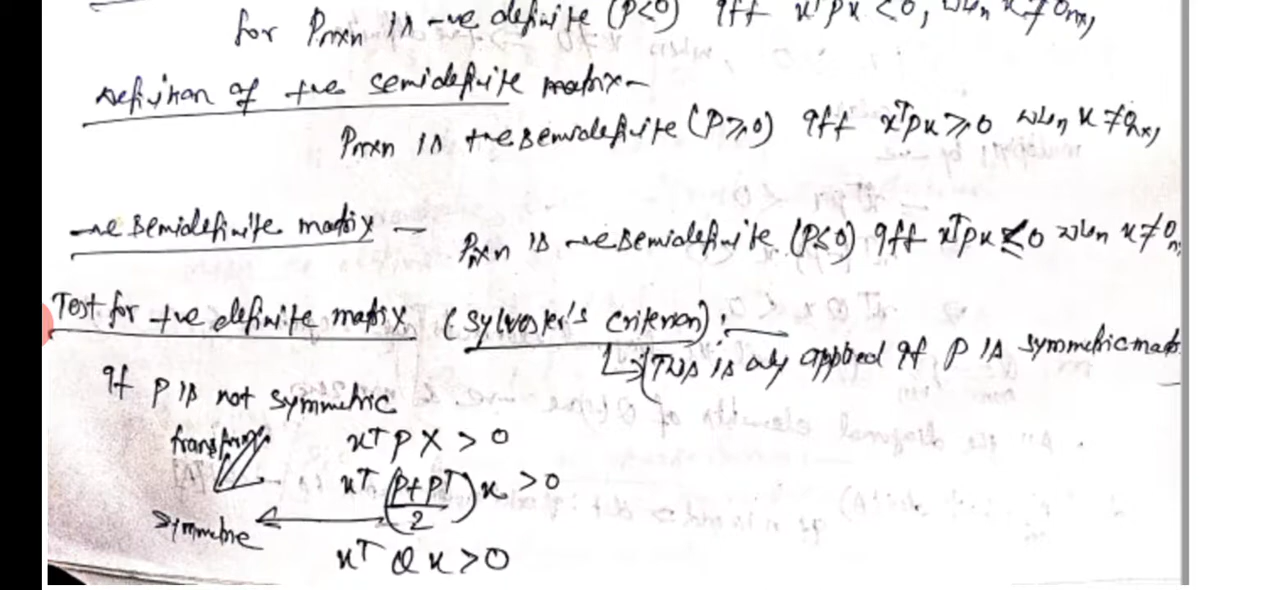 for Pnxn is -ve definite (P<0) iff xᵀPx <0, when x≠0nx1
Definition of +ve semidefinite matrix-
Pnxn is +ve semidefinite (P≥0) iff xᵀPx ≥0 when x≠0nx1
-ve semidefinite matrix - Pnxn is -ve semidefinite (P≤0) iff xᵀPx ≤0 when x≠0n
Test for +ve definite matrix (Sylvester's criterion):
(This is only applied if P is symmetric
If P is not symmetric
xᵀPX > 0
xᵀ (P+Pᵀ/2) x >0
symmetric
xᵀQx >0